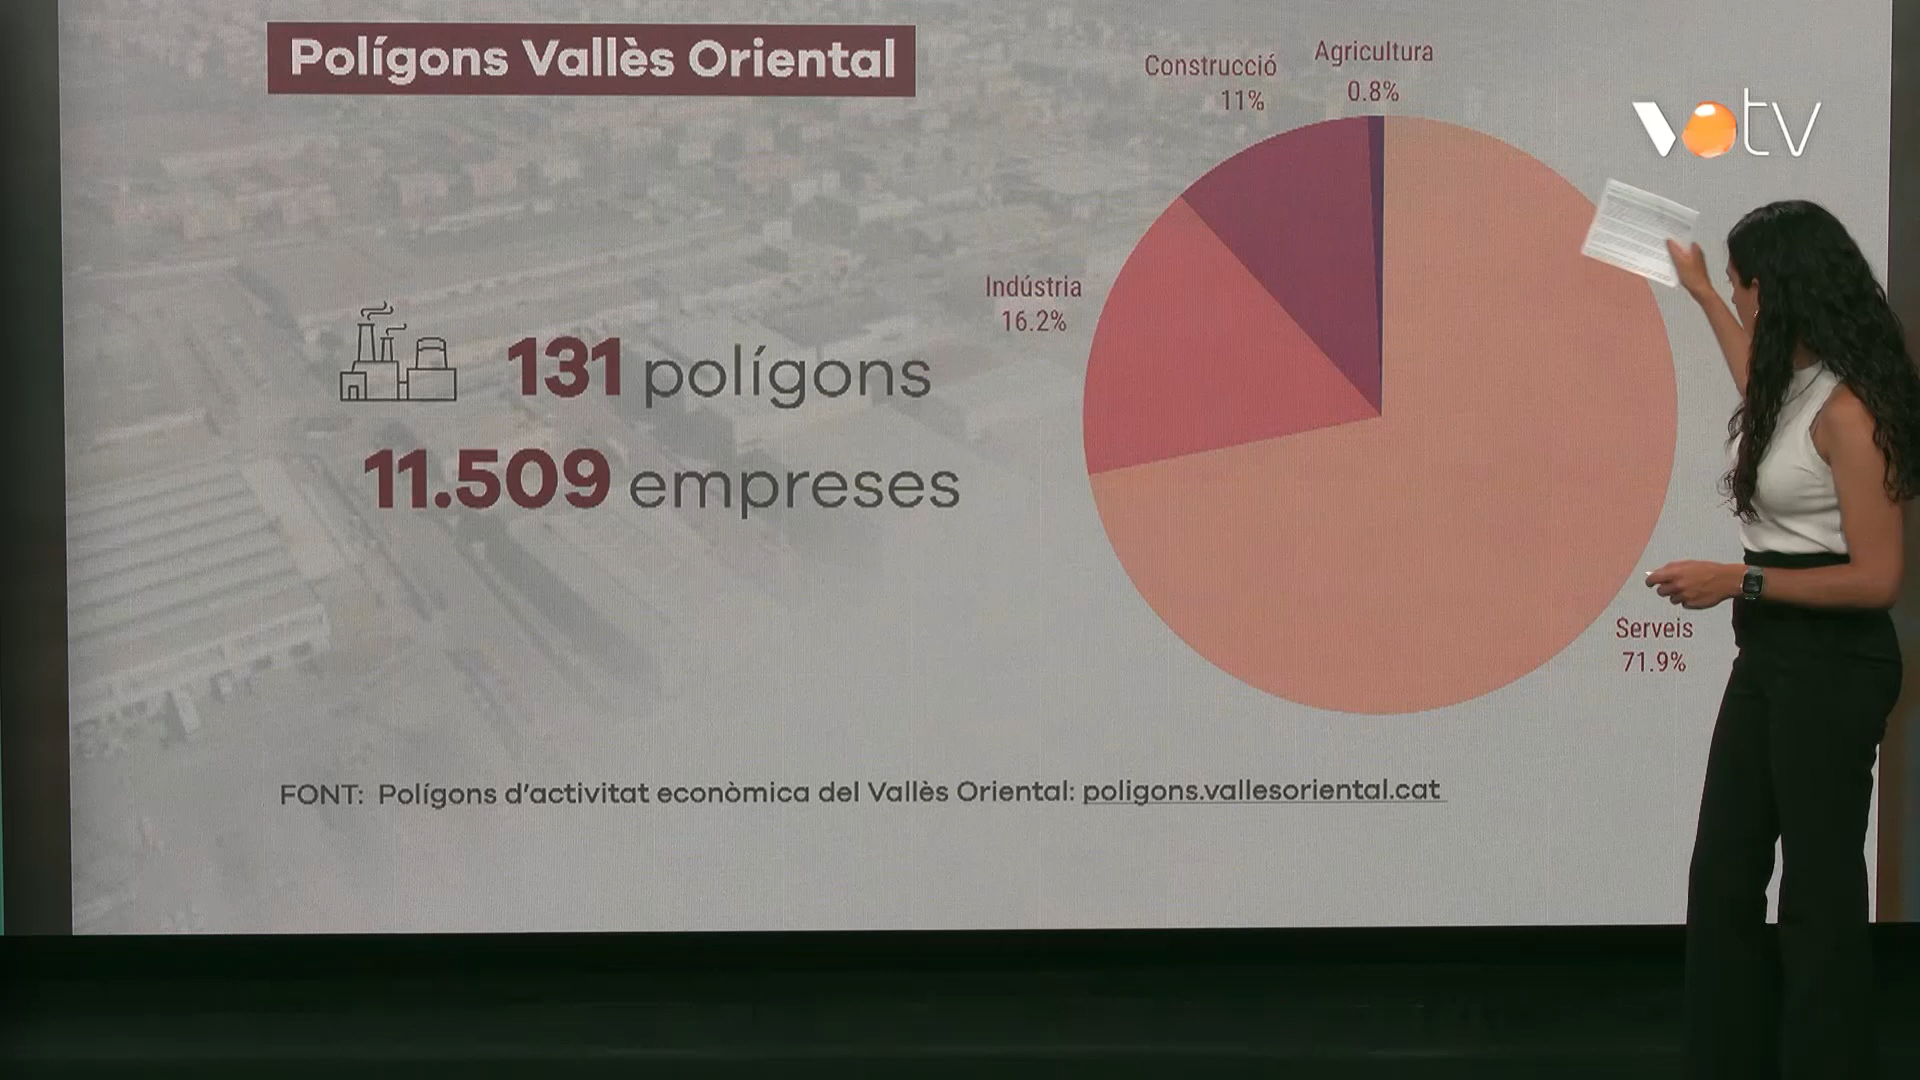 Polígons Vallès Oriental
131 polígons
11.509 empreses
Construcció
11%
Agricultura
0.8%
Indústria
16.2%
Serveis
71.9%
votv
FONT: Polígons d'activitat econòmica del Vallès Oriental: poligons.vallesoriental.cat